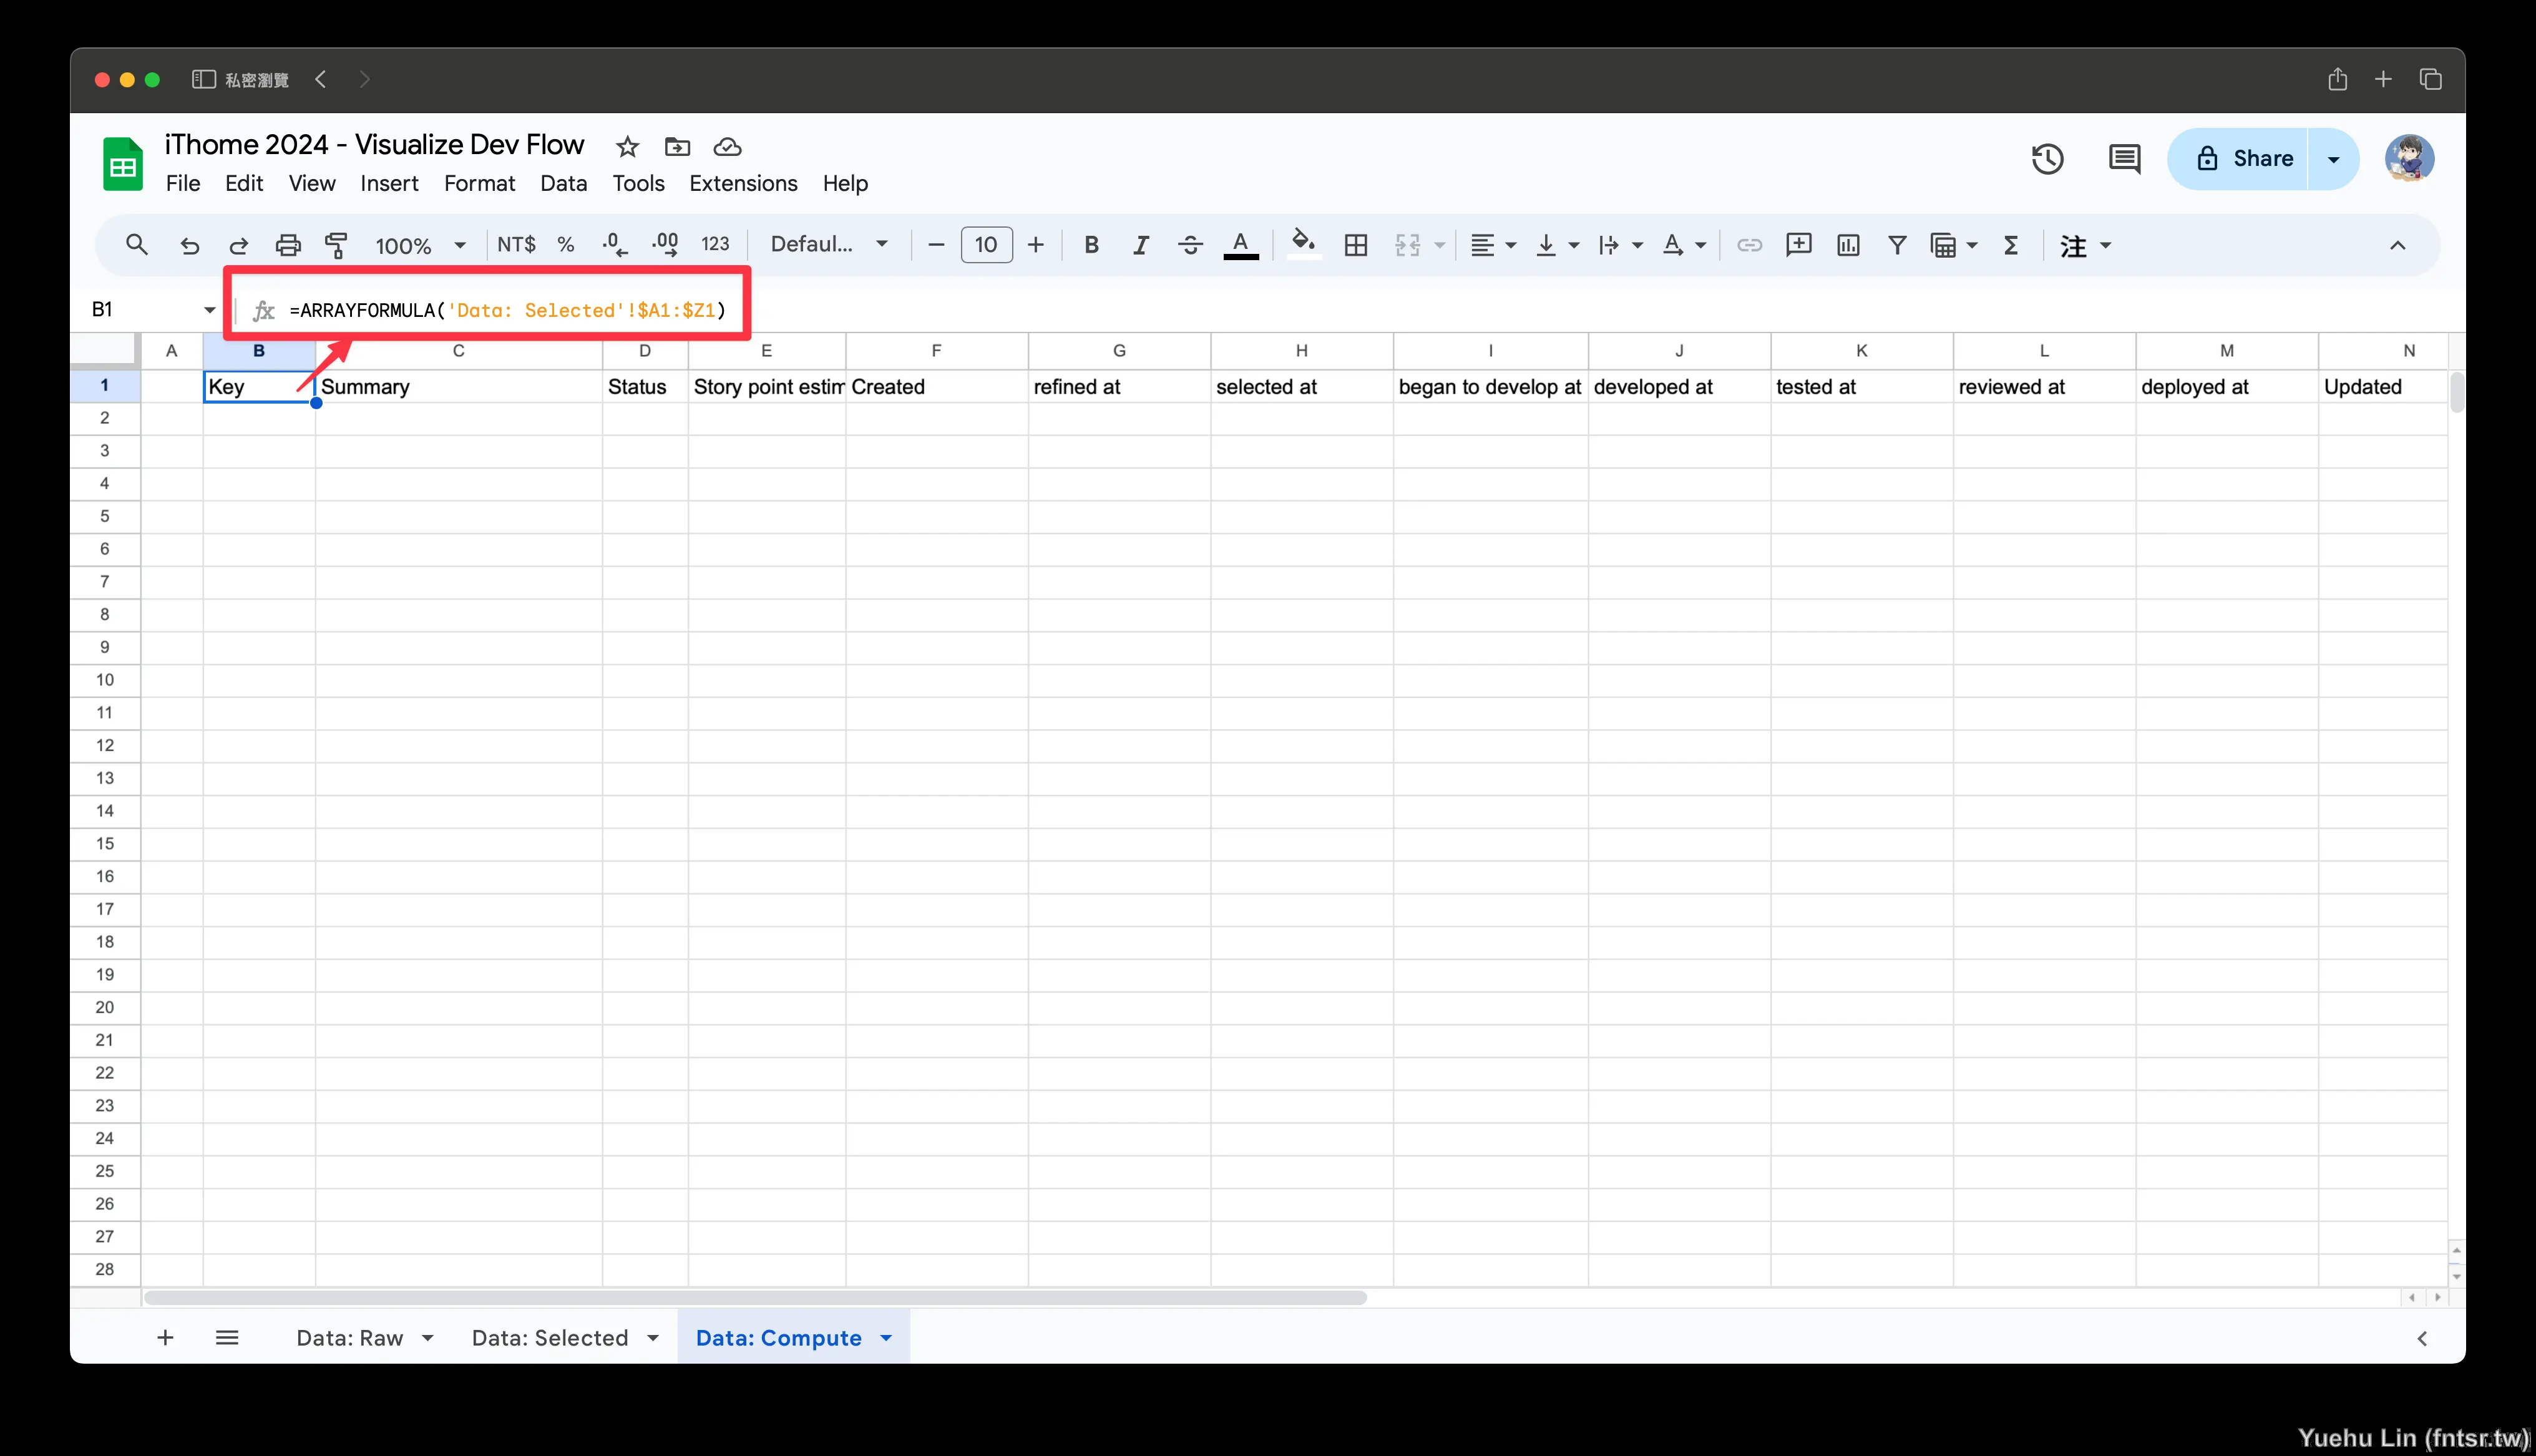 私密瀏覽
iThome 2024 - Visualize Dev Flow
File Edit View Insert Format Data Tools Extensions Help
Share
100% NT$ % .0 .00 123 Defaul... 10 B I A A Σ 注
B1 fx =ARRAYFORMULA('Data: Selected'!$A1:$Z1)
A B C D E F G H I J K L M N
1 Key Summary Status Story point estim Created refined at selected at began to develop at developed at tested at reviewed at deployed at Updated
2
3
4
5
6
7
8
9
10
11
12
13
14
15
16
17
18
19
20
21
22
23
24
25
26
27
28
Data: Raw Data: Selected Data: Compute
Yuehu Lin (fntsr.tw)